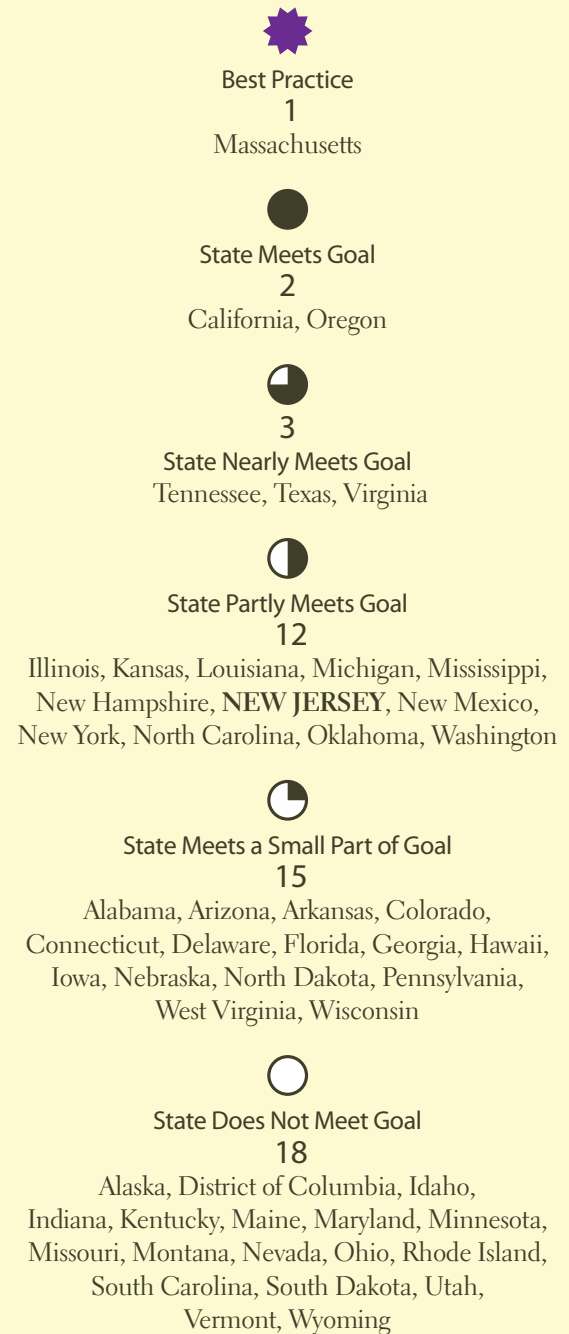 Best Practice
1
Massachusetts
State Meets Goal
2
California, Oregon
3
State Nearly Meets Goal
Tennessee, Texas, Virginia
State Partly Meets Goal
12
Illinois, Kansas, Louisiana, Michigan, Mississippi,
New Hampshire, NEW JERSEY, New Mexico,
New York, North Carolina, Oklahoma, Washington
State Meets a Small Part of Goal
15
Alabama, Arizona, Arkansas, Colorado,
Connecticut, Delaware, Florida, Georgia, Hawaii,
Iowa, Nebraska, North Dakota, Pennsylvania,
West Virginia, Wisconsin
State Does Not Meet Goal
18
Alaska, District of Columbia, Idaho,
Indiana, Kentucky, Maine, Maryland, Minnesota,
Missouri, Montana, Nevada, Ohio, Rhode Island,
South Carolina, South Dakota, Utah,
Vermont, Wyoming